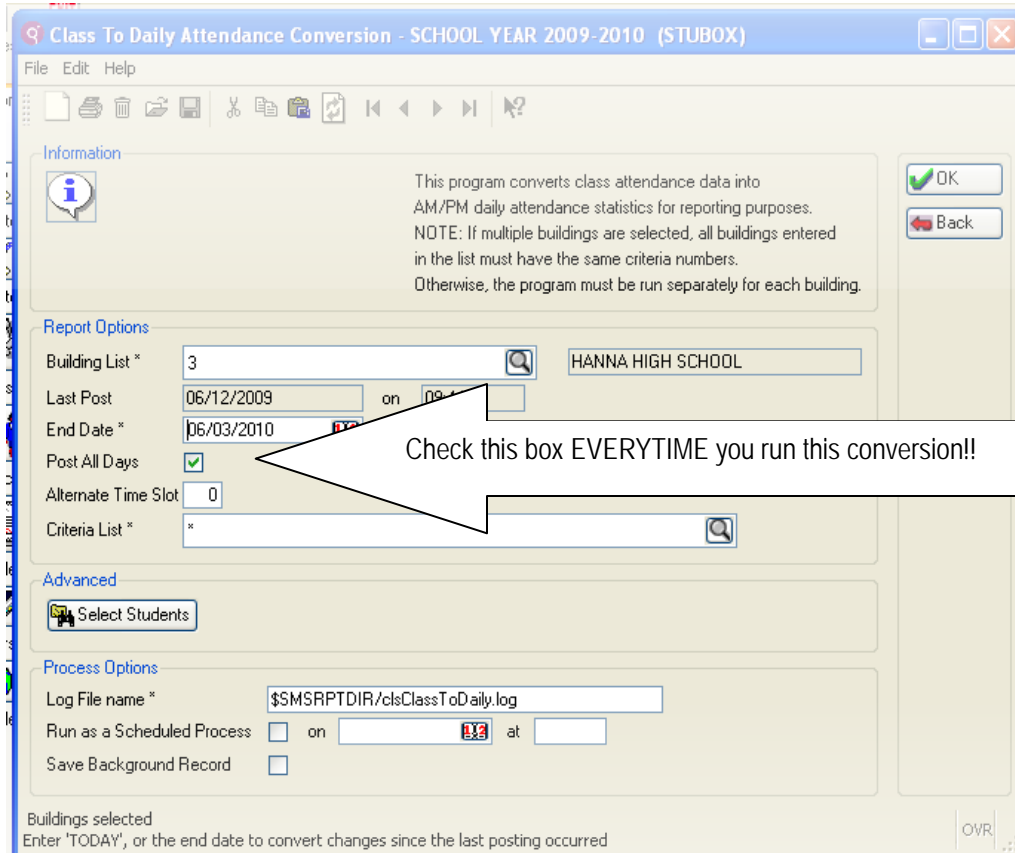 Class To Daily Attendance Conversion - SCHOOL YEAR 2009-2010 (STUBOX)
File Edit Help
Information
This program converts class attendance data into
AM/PM daily attendance statistics for reporting purposes.
NOTE: If multiple buildings are selected, all buildings entered
in the list must have the same criteria numbers.
Otherwise, the program must be run separately for each building.
OK
Back
Report Options
Building List * 3 HANNA HIGH SCHOOL
Last Post 06/12/2009 on
End Date * 06/03/2010
Check this box EVERYTIME you run this conversion!!
Post All Days
Alternate Time Slot 0
Criteria List * *
Advanced
Select Students
Process Options
Log File name * $SMSRPTDIR/clsClassToDaily.log
Run as a Scheduled Process on at
Save Background Record
Buildings selected
Enter 'TODAY', or the end date to convert changes since the last posting occurred
OVR